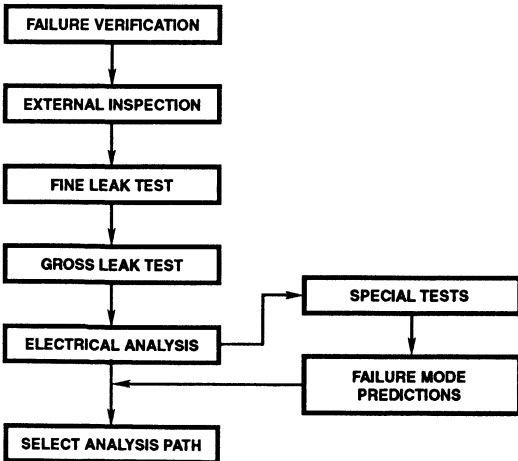 FAILURE VERIFICATION
EXTERNAL INSPECTION
FINE LEAK TEST
GROSS LEAK TEST
ELECTRICAL ANALYSIS
SPECIAL TESTS
FAILURE MODE
PREDICTIONS
SELECT ANALYSIS PATH